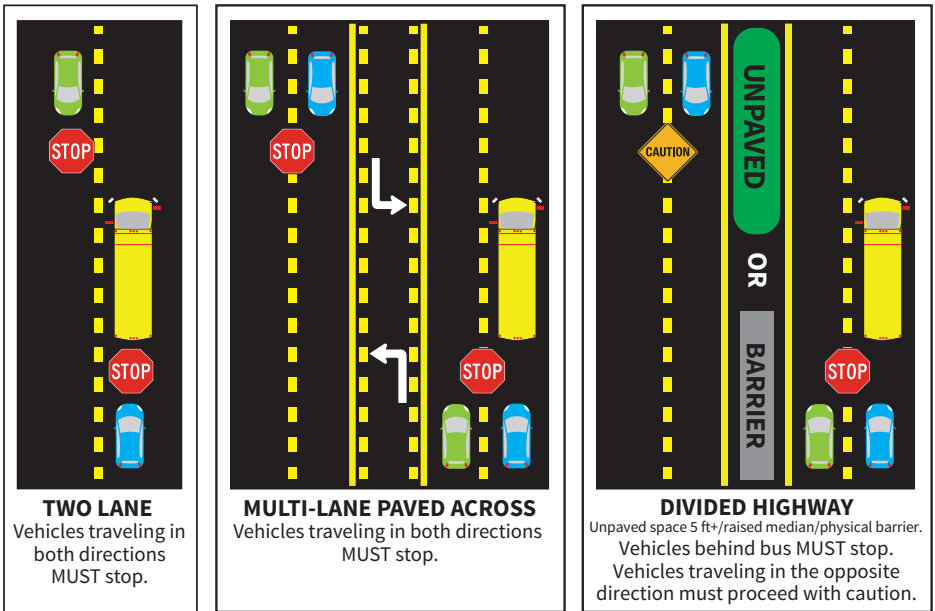 STOP
STOP
TWO LANE
Vehicles traveling in
both directions
MUST stop.
STOP
STOP
MULTI-LANE PAVED ACROSS
Vehicles traveling in both directions
MUST stop.
CAUTION
UNPAVED
OR
BARRIER
STOP
DIVIDED HIGHWAY
Unpaved space 5 ft+/raised median/physical barrier.
Vehicles behind bus MUST stop.
Vehicles traveling in the opposite
direction must proceed with caution.